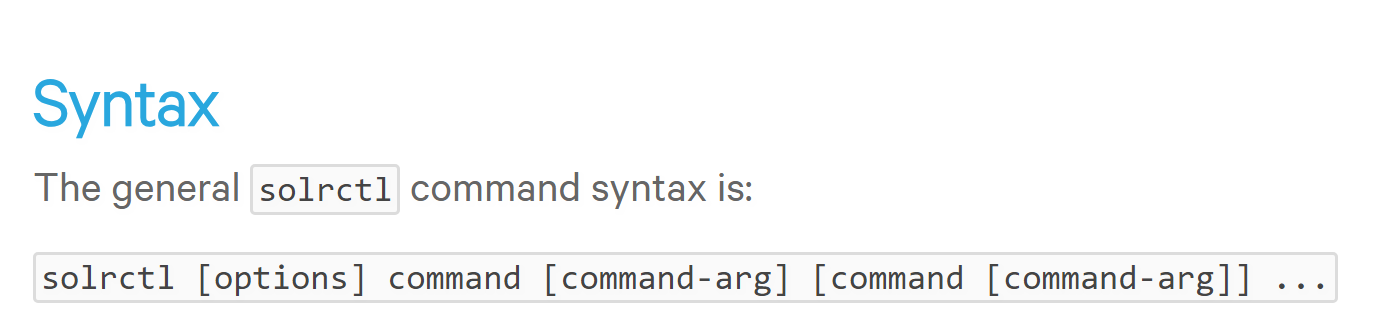 Syntax
The general solrctl command syntax is:
solrctl [options] command [command-arg] [command [command-arg]] ...